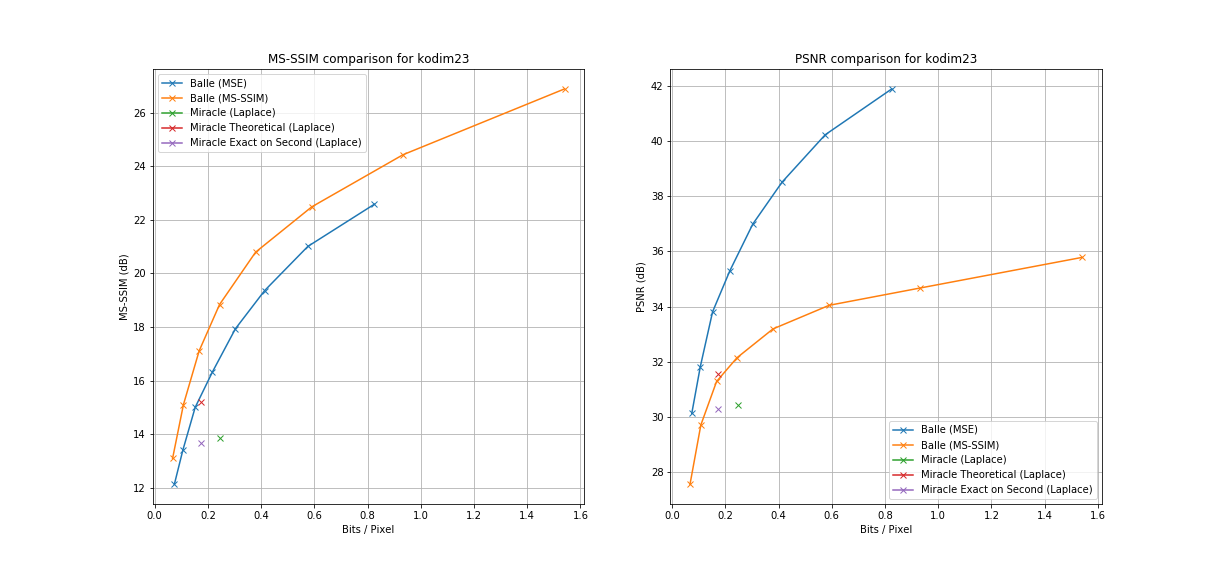 MS-SSIM comparison for kodim23
Balle (MSE)
Balle (MS-SSIM)
Miracle (Laplace)
Miracle Theoretical (Laplace)
Miracle Exact on Second (Laplace)
MS-SSIM (dB)
26
24
22
20
18
16
14
12
0.0 0.2 0.4 0.6 0.8 1.0 1.2 1.4 1.6
Bits / Pixel
PSNR comparison for kodim23
PSNR (dB)
42
40
38
36
34
32
30
28
Balle (MSE)
Balle (MS-SSIM)
Miracle (Laplace)
Miracle Theoretical (Laplace)
Miracle Exact on Second (Laplace)
0.0 0.2 0.4 0.6 0.8 1.0 1.2 1.4 1.6
Bits / Pixel